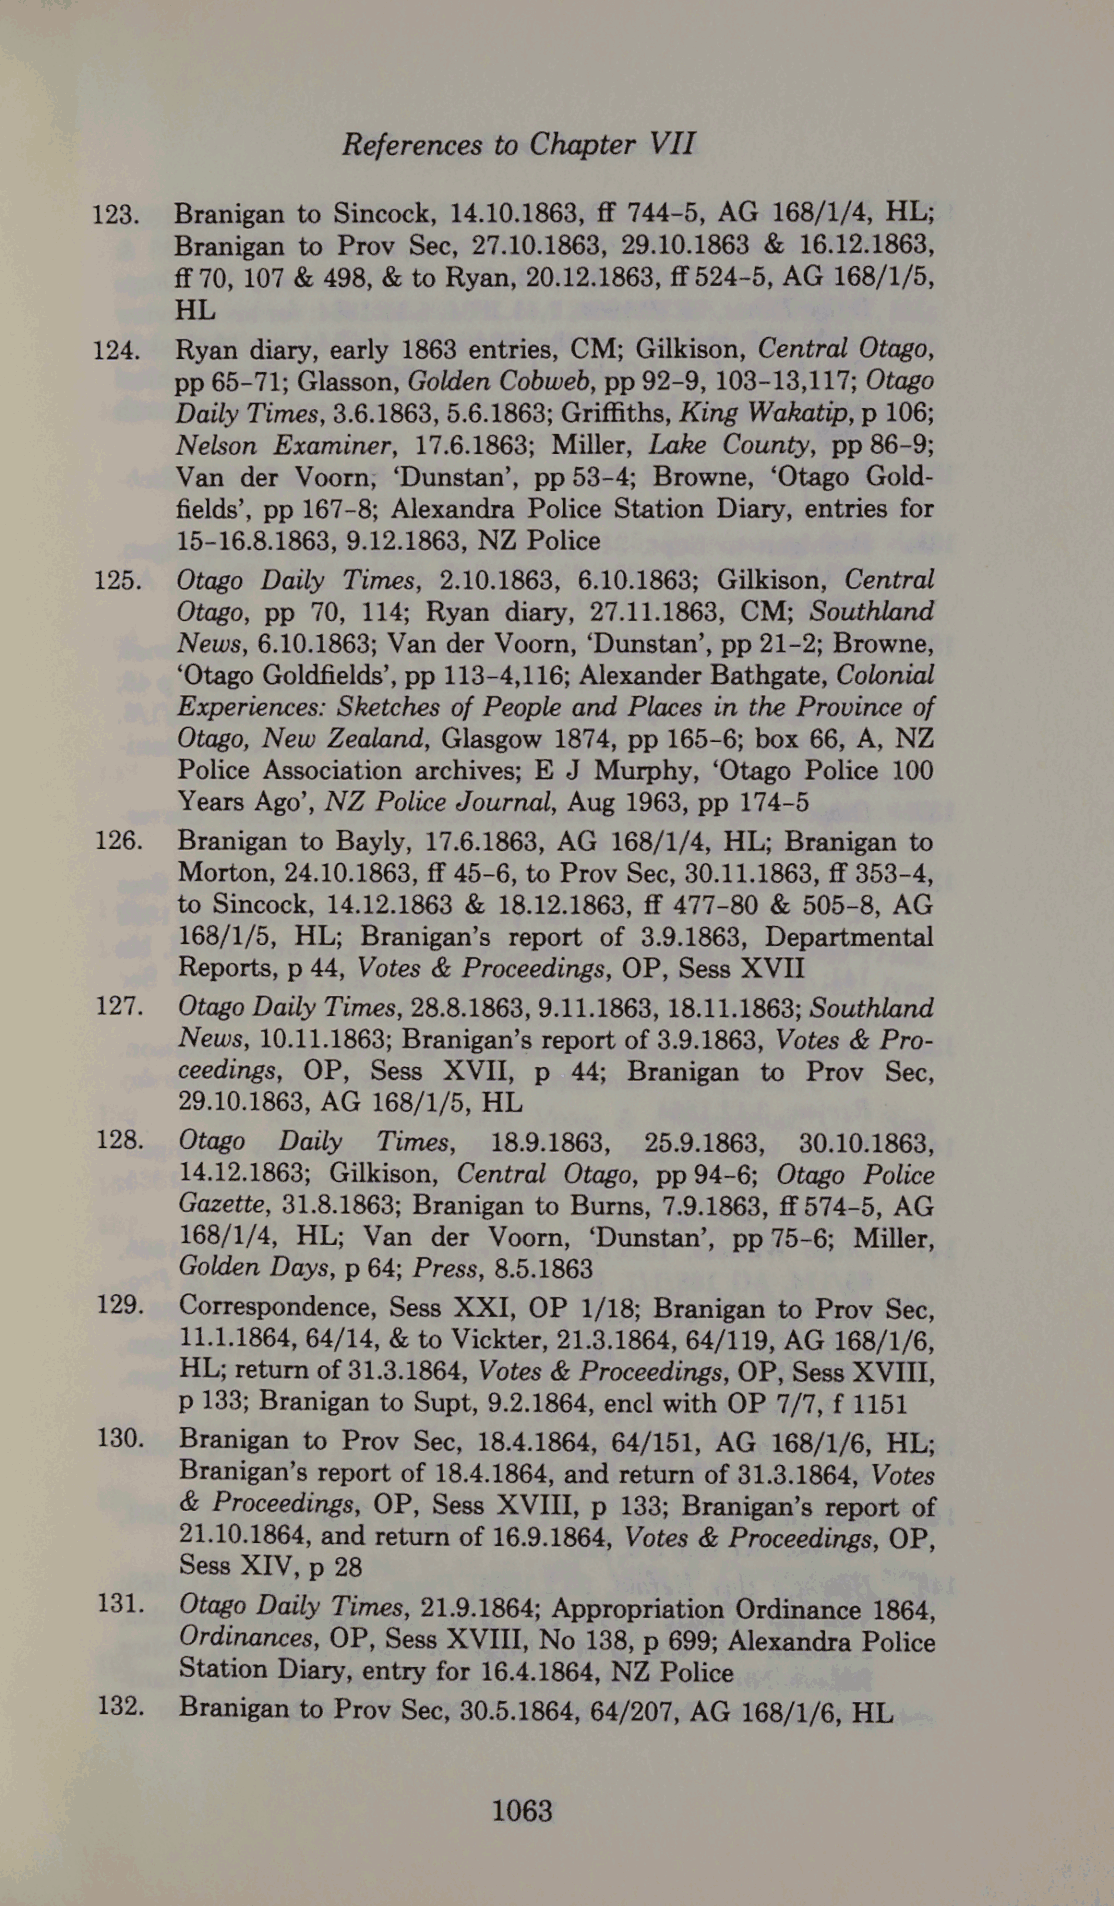 References to Chapter VII
123. Branigan to Sincock, 14.10.1863, ff 744-5, AG 168/1/4, HL;
Branigan to Prov Sec, 27.10.1863, 29.10.1863 & 16.12.1863,
ff 70, 107 & 498, & to Ryan, 20.12.1863, ff 524-5, AG 168/1/5,
HL
124. Ryan diary, early 1863 entries, CM; Gilkison, Central Otago,
pp 65-71; Glasson, Golden Cobweb, pp 92-9, 103-13,117; Otago
Daily Times, 3.6.1863, 5.6.1863; Griffiths, King Wakatip, p 106;
Nelson Examiner, 17.6.1863; Miller, Lake County, pp 86-9;
Van der Voorn, ‘Dunstan’, pp 53-4; Browne, ‘Otago Gold-
fields’, pp 167-8; Alexandra Police Station Diary, entries for
15-16.8.1863, 9.12.1863, NZ Police
125. Otago Daily Times, 2.10.1863, 6.10.1863; Gilkison, Central
Otago, pp 70, 114; Ryan diary, 27.11.1863, CM; Southland
News, 6.10.1863; Van der Voorn, ‘Dunstan’, pp 21-2; Browne,
‘Otago Goldfields’, pp 113-4,116; Alexander Bathgate, Colonial
Experiences: Sketches of People and Places in the Province of
Otago, New Zealand, Glasgow 1874, pp 165-6; box 66, A, NZ
Police Association archives; E J Murphy, ‘Otago Police 100
Years Ago’, NZ Police Journal, Aug 1963, pp 174-5
126. Branigan to Bayly, 17.6.1863, AG 168/1/4, HL; Branigan to
Morton, 24.10.1863, ff 45-6, to Prov Sec, 30.11.1863, ff 353-4,
to Sincock, 14.12.1863 & 18.12.1863, ff 477-80 & 505-8, AG
168/1/5, HL; Branigan’s report of 3.9.1863, Departmental
Reports, p 44, Votes & Proceedings, OP, Sess XVII
127. Otago Daily Times, 28.8.1863, 9.11.1863, 18.11.1863; Southland
News, 10.11.1863; Branigan’s report of 3.9.1863, Votes & Pro-
ceedings, OP, Sess XVII, p 44; Branigan to Prov Sec,
29.10.1863, AG 168/1/5, HL
128. Otago Daily Times, 18.9.1863, 25.9.1863, 30.10.1863,
14.12.1863; Gilkison, Central Otago, pp 94-6; Otago Police
Gazette, 31.8.1863; Branigan to Burns, 7.9.1863, ff 574-5, AG
168/1/4, HL; Van der Voorn, ‘Dunstan’, pp 75-6; Miller,
Golden Days, p 64; Press, 8.5.1863
129. Correspondence, Sess XXI, OP 1/18; Branigan to Prov Sec,
11.1.1864, 64/14, & to Vickter, 21.3.1864, 64/119, AG 168/1/6,
HL; return of 31.3.1864, Votes & Proceedings, OP, Sess XVIII,
p 133; Branigan to Supt, 9.2.1864, encl with OP 7/7, f 1151
130. Branigan to Prov Sec, 18.4.1864, 64/151, AG 168/1/6, HL;
Branigan’s report of 18.4.1864, and return of 31.3.1864, Votes
& Proceedings, OP, Sess XVIII, p 133; Branigan’s report of
21.10.1864, and return of 16.9.1864, Votes & Proceedings, OP,
Sess XIV, p 28
131. Otago Daily Times, 21.9.1864; Appropriation Ordinance 1864,
Ordinances, OP, Sess XVIII, No 138, p 699; Alexandra Police
Station Diary, entry for 16.4.1864, NZ Police
132. Branigan to Prov Sec, 30.5.1864, 64/207, AG 168/1/6, HL
1063